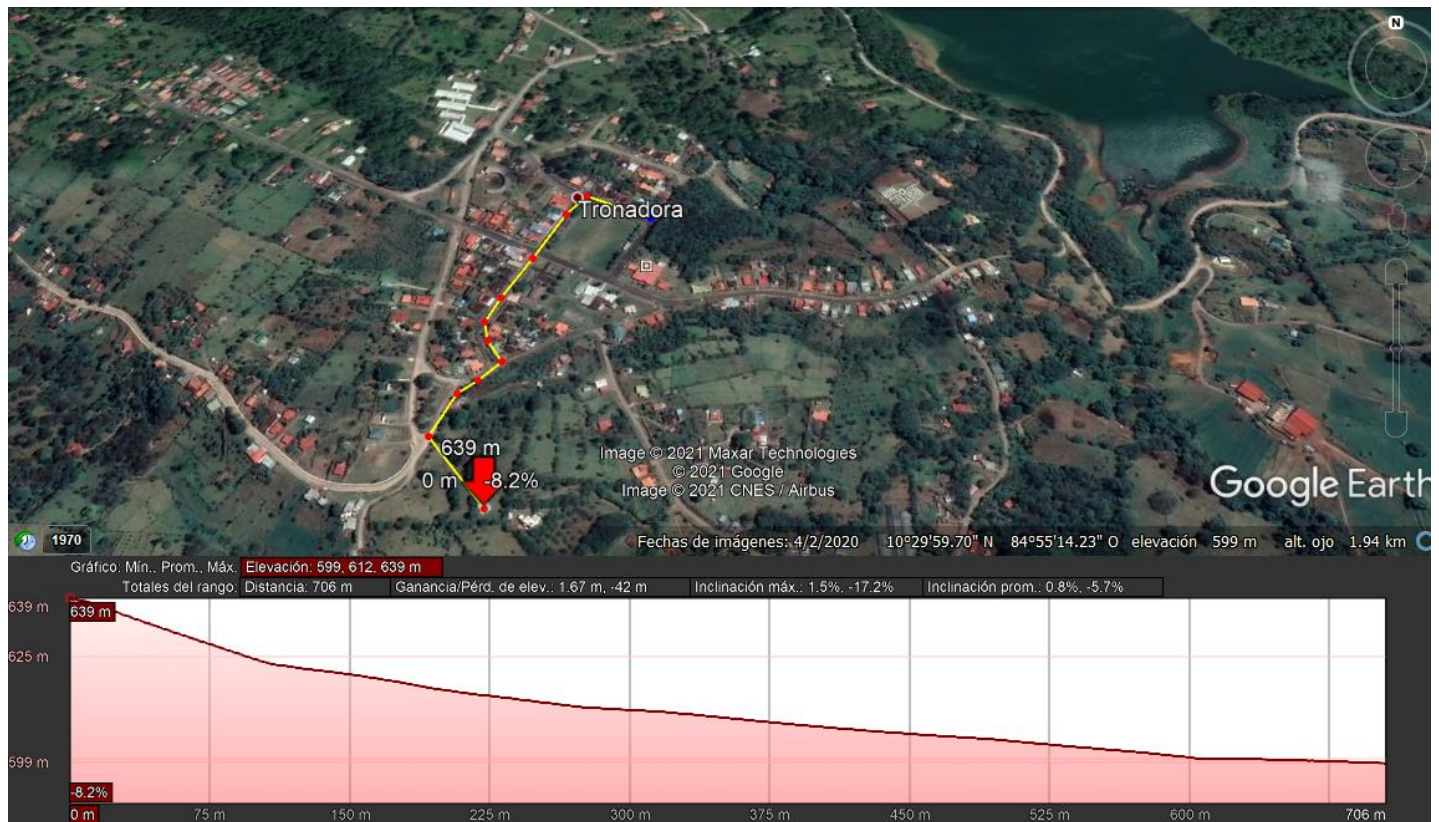 N
Tronadora
639 m
0 m -8.2%
Image © 2021 Maxar Technologies
© 2021 Google
Image © 2021 CNES / Airbus
Google Earth
1970
Fechas de imágenes: 4/2/2020 10°29'59.70" N 84°55'14.23" O elevación 599 m alt. ojo 1.94 km
Gráfico: Mín., Prom., Máx. Elevación: 599, 612, 639 m
Totales del rango: Distancia: 706 m Ganancia/Pérd. de elev.: 1.67 m, -42 m Inclinación máx.: 1.5%, -17.2% Inclinación prom.: 0.8%, -5.7%
639 m
639 m
625 m
599 m
-8.2%
0 m 75 m 150 m 225 m 300 m 375 m 450 m 525 m 600 m 706 m